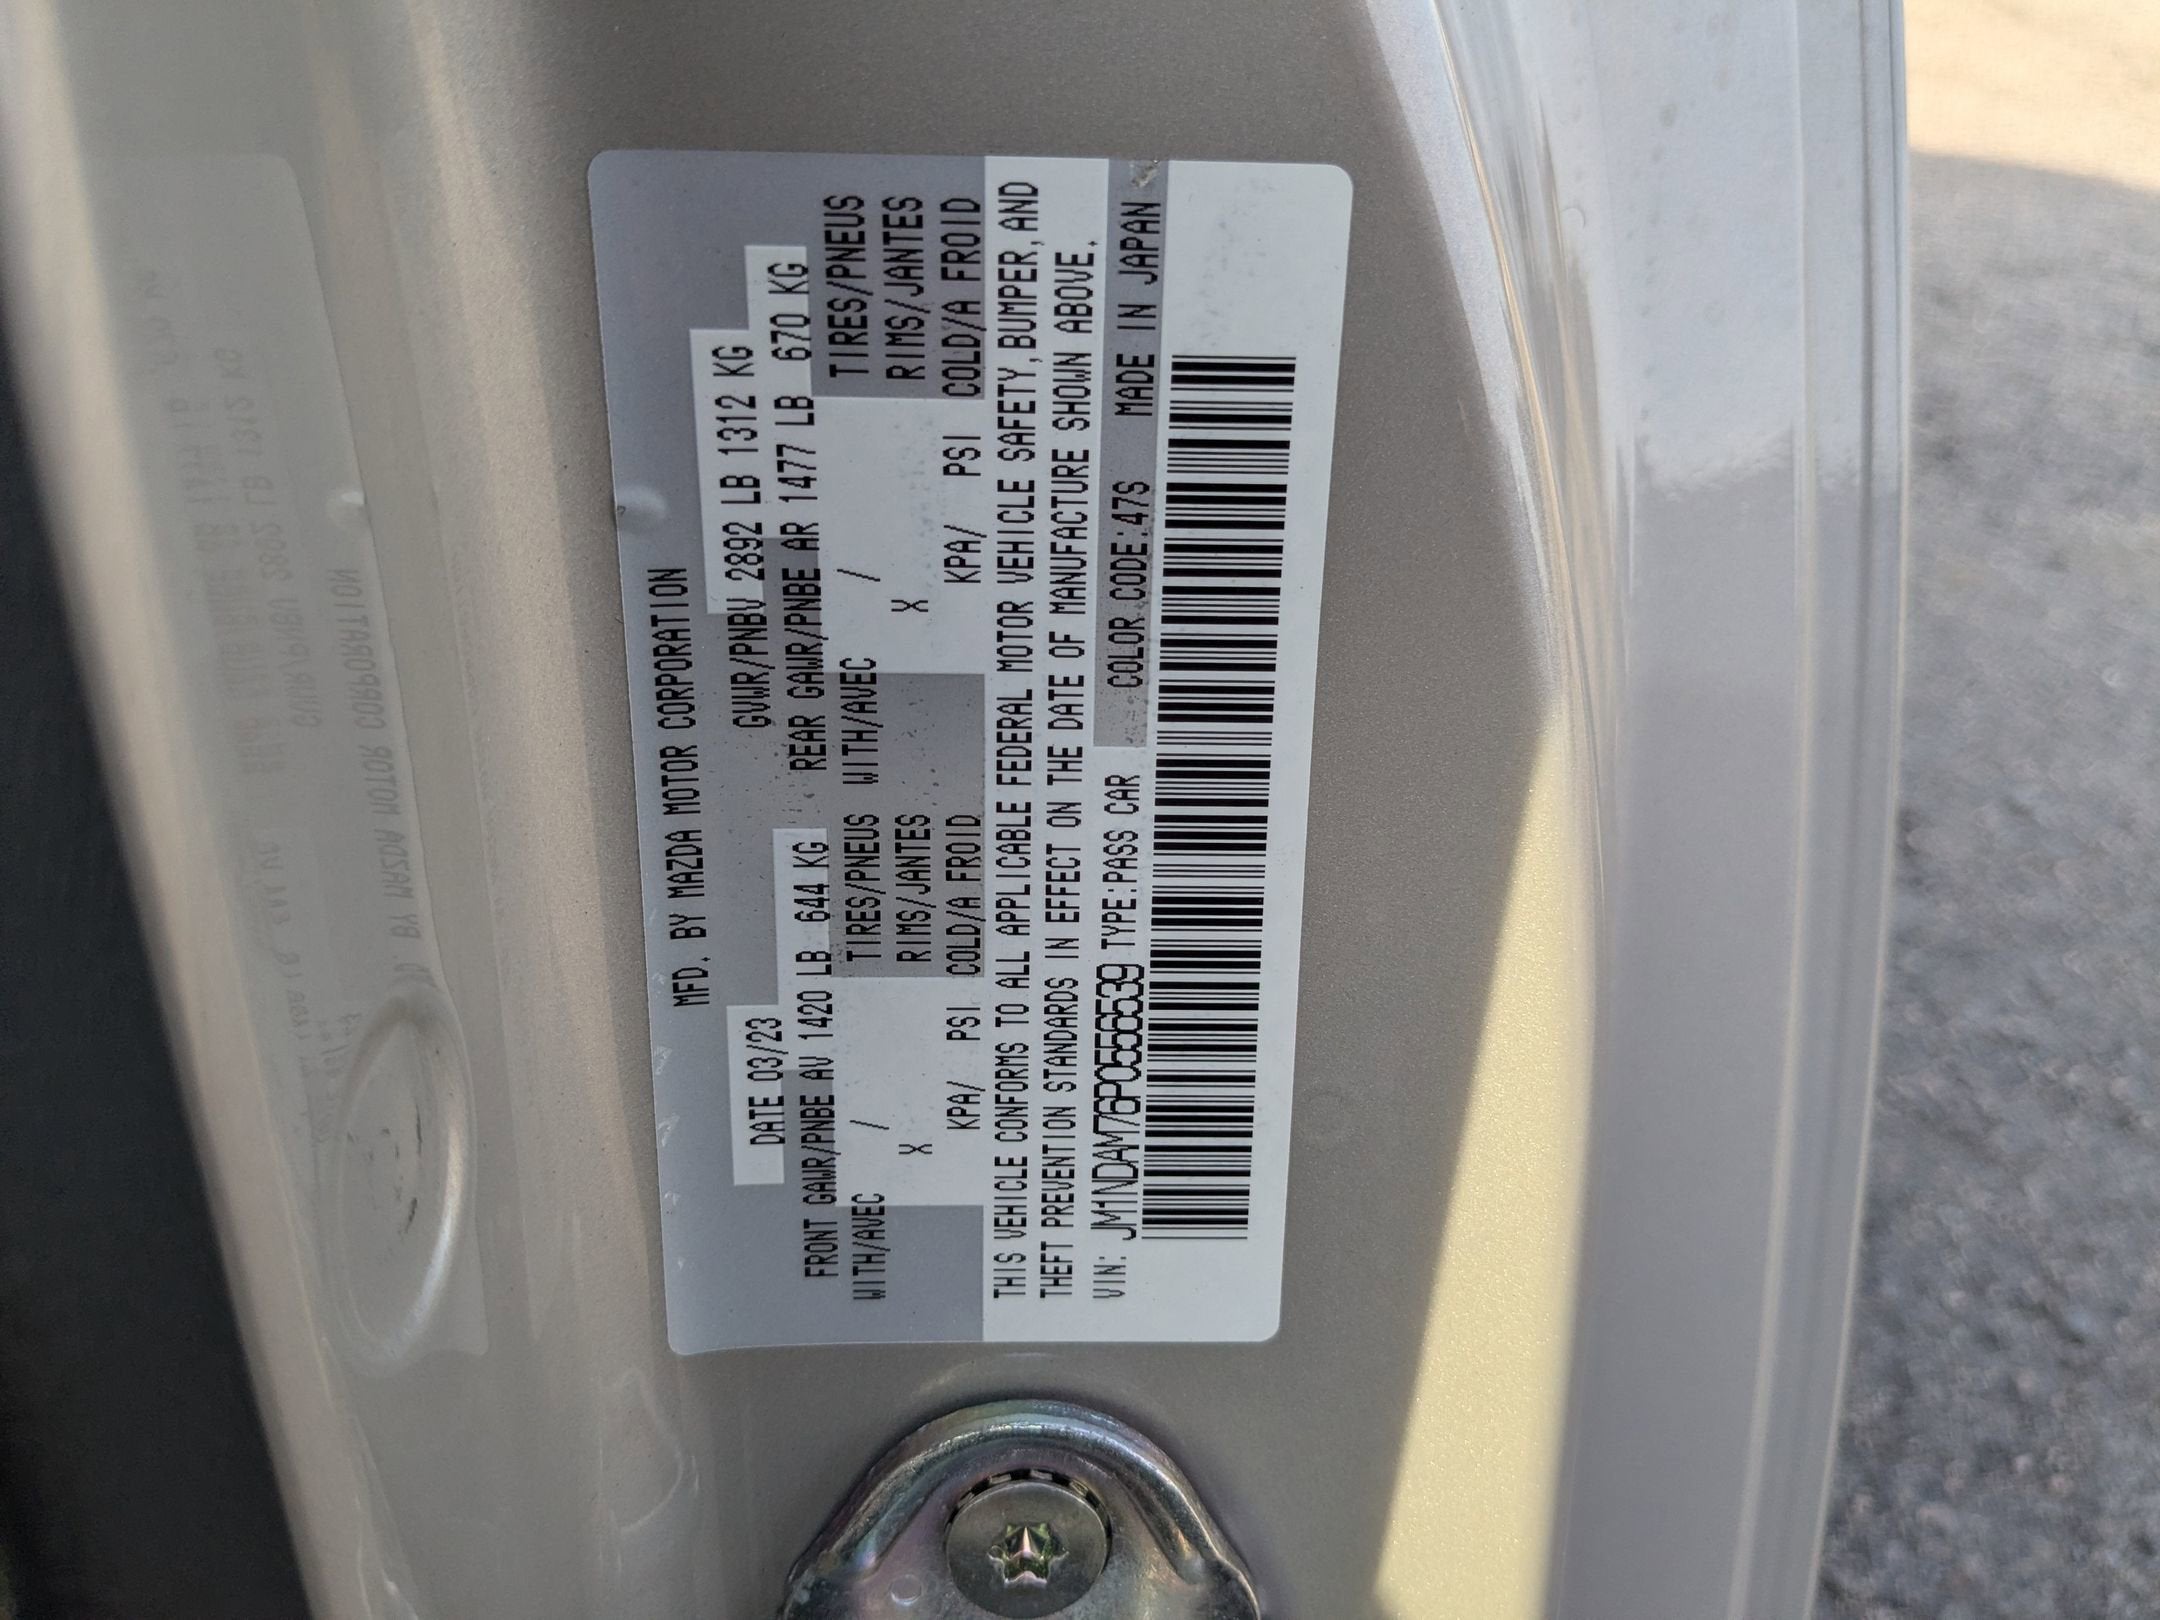 MFD. BY MAZDA MOTOR CORPORATION
DATE 03/23 GVWR/PNBV 2892 LB 1312 KG
FRONT GAWR/PNBE AV 1420 LB 644 KG REAR GAWR/PNBE AR 1477 LB 670 KG
WITH/AVEC / TIRES/PNEUS WITH/AVEC / TIRES/PNEUS
X RIMS/JANTES X RIMS/JANTES
KPA/ PSI COLD/A FROID KPA/ PSI COLD/A FROID
THIS VEHICLE CONFORMS TO ALL APPLICABLE FEDERAL MOTOR VEHICLE SAFETY, BUMPER, AND
THEFT PREVENTION STANDARDS IN EFFECT ON THE DATE OF MANUFACTURE SHOWN ABOVE.
VIN: JM1NDAM76P0556539 TYPE:PASS CAR COLOR CODE:47S MADE IN JAPAN